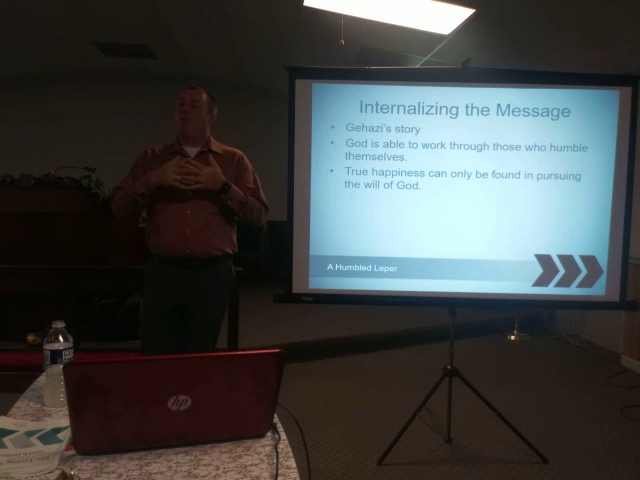 Internalizing the Message
• Gehazi's story
• God is able to work through those who humble
themselves.
• True happiness can only be found in pursuing
the will of God.
A Humbled Leper
hp